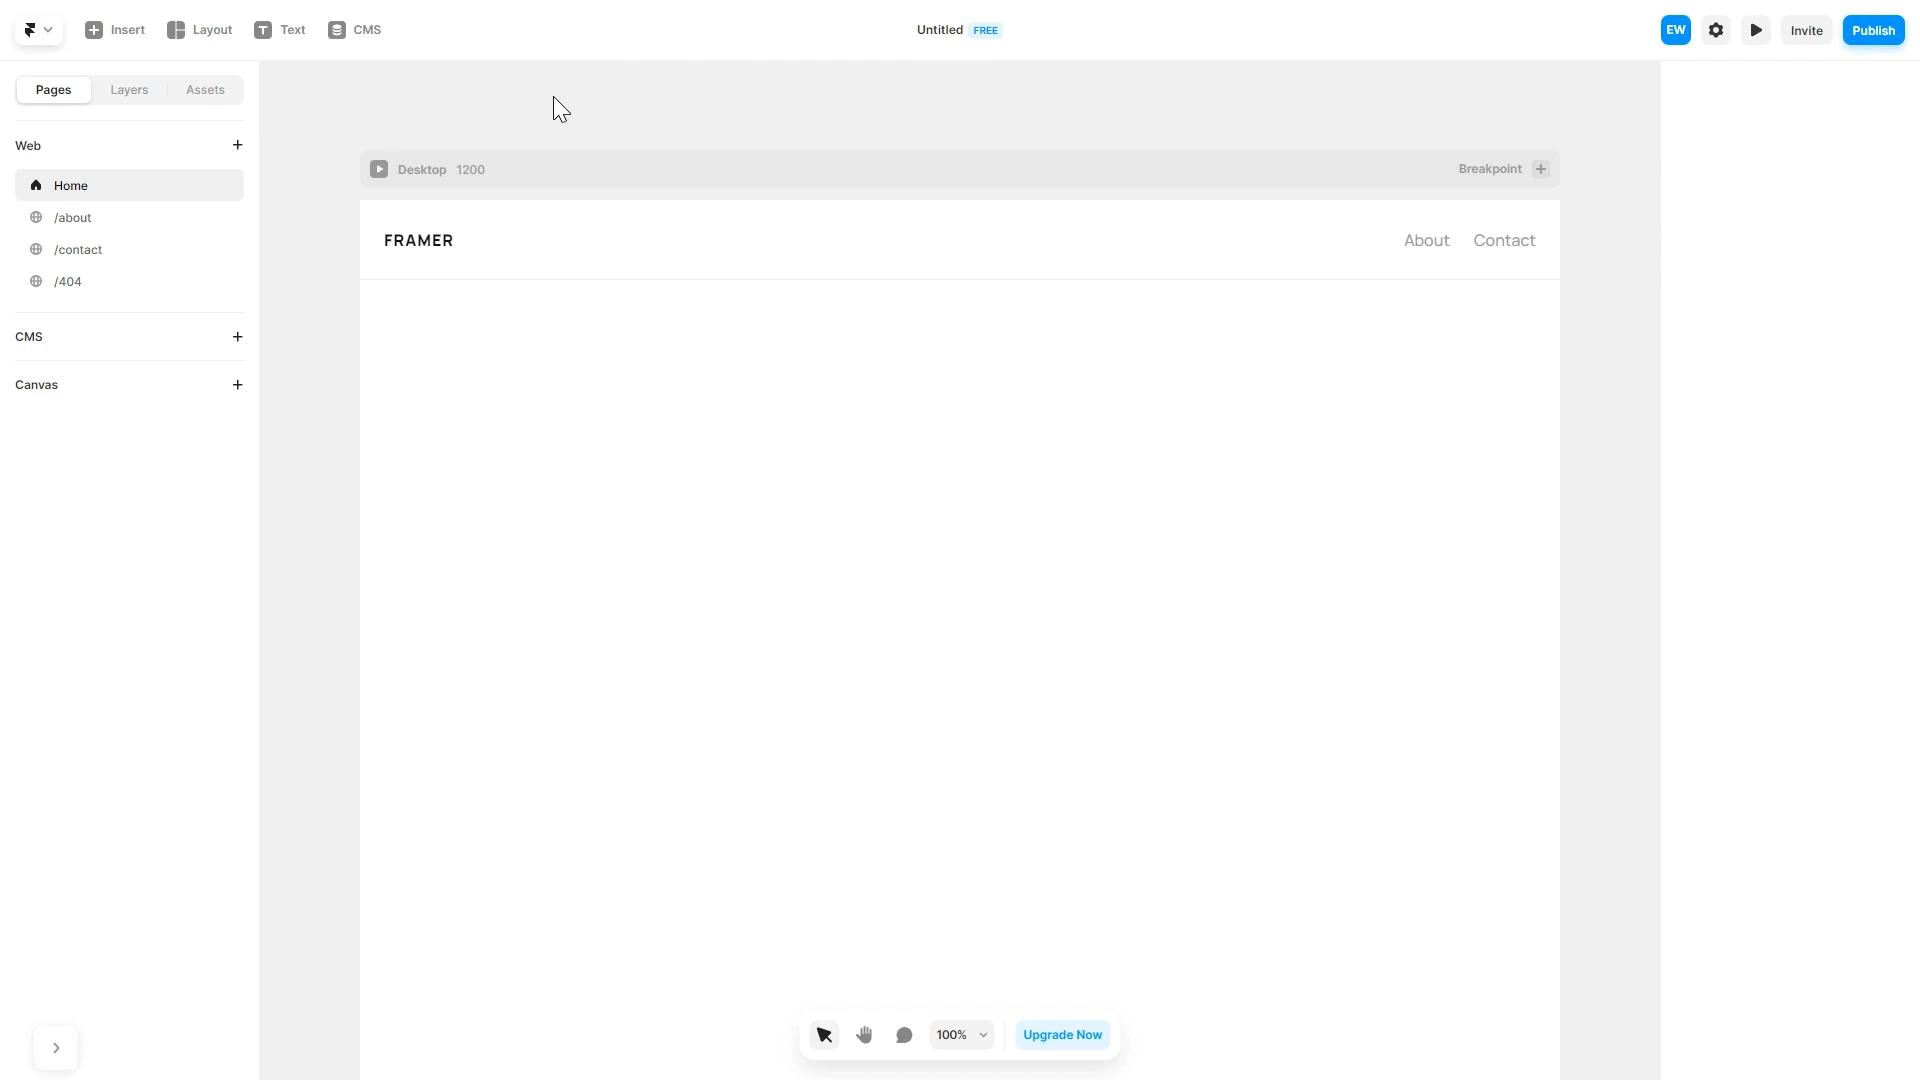 Insert Layout Text CMS
Untitled FREE
EW Invite Publish
Pages Layers Assets
Web
Home
/about
/contact
/404
CMS
Canvas
Desktop 1200
Breakpoint
FRAMER
About Contact
100% Upgrade Now